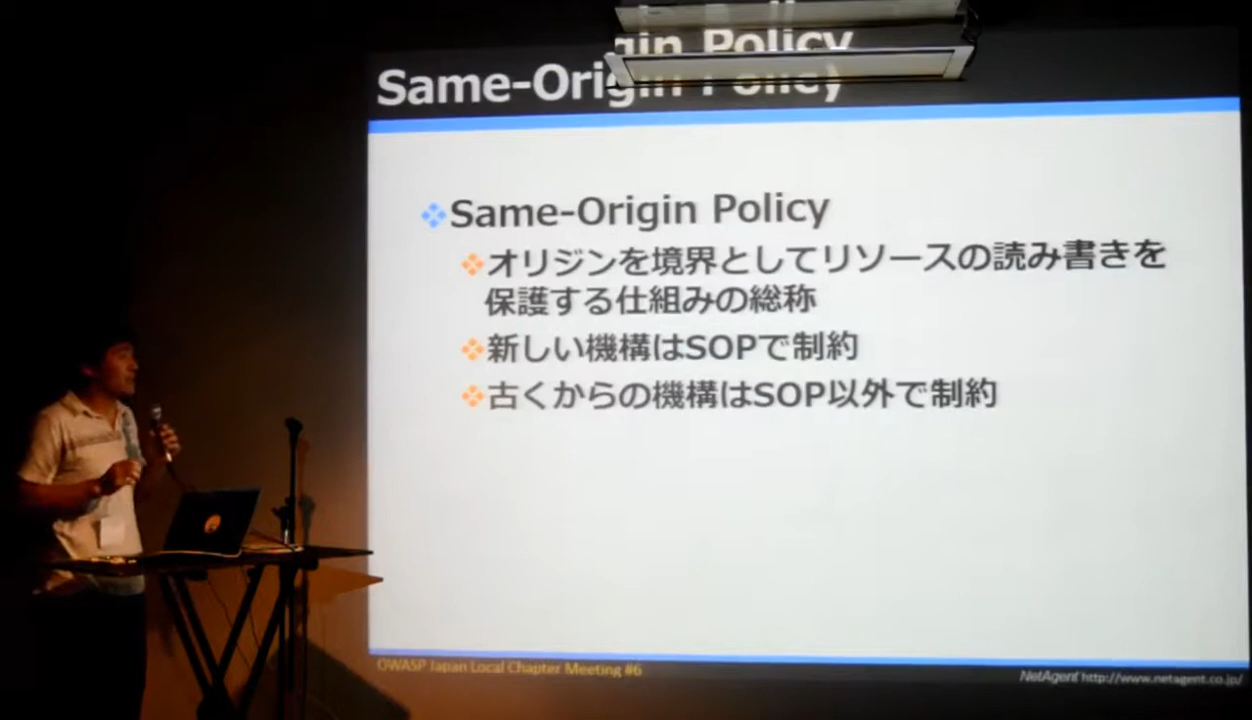 Same-Origin Policy
Same-Origin Policy
オリジンを境界としてリソースの読み書きを
保護する仕組みの総称
新しい機構はSOPで制約
古くからの機構はSOP以外で制約
OWASP Japan Local Chapter Meeting #6
NetAgent http://www.netagent.co.jp/